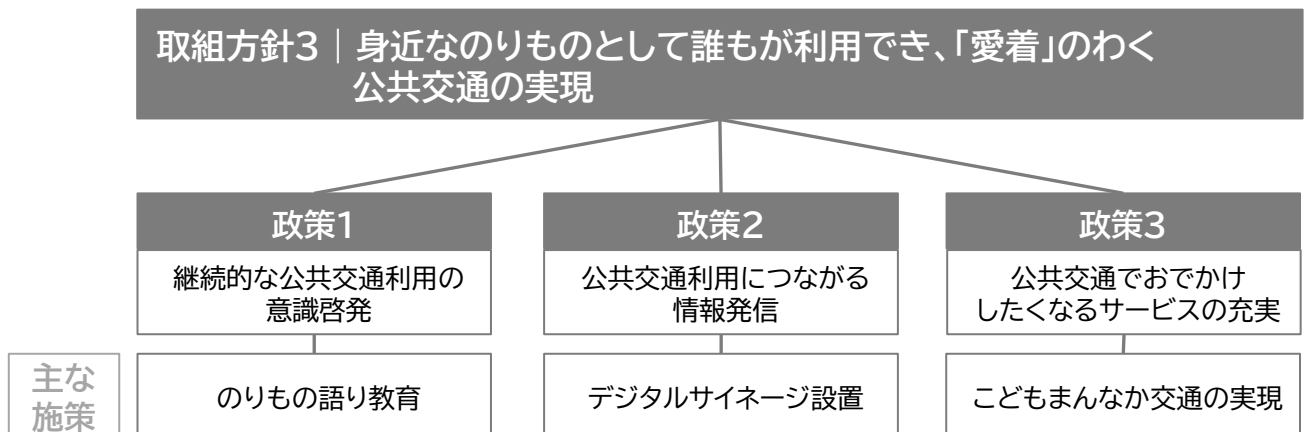 取組方針3｜身近なのりものとして誰もが利用でき、「愛着」のわく
公共交通の実現
政策1
継続的な公共交通利用の
意識啓発
政策2
公共交通利用につながる
情報発信
政策3
公共交通でおでかけ
したくなるサービスの充実
主な
施策
のりもの語り教育
デジタルサイネージ設置
こどもまんなか交通の実現